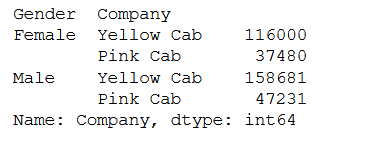 Gender  Company
Female  Yellow Cab    116000
        Pink Cab       37480
Male    Yellow Cab    158681
        Pink Cab       47231
Name: Company, dtype: int64